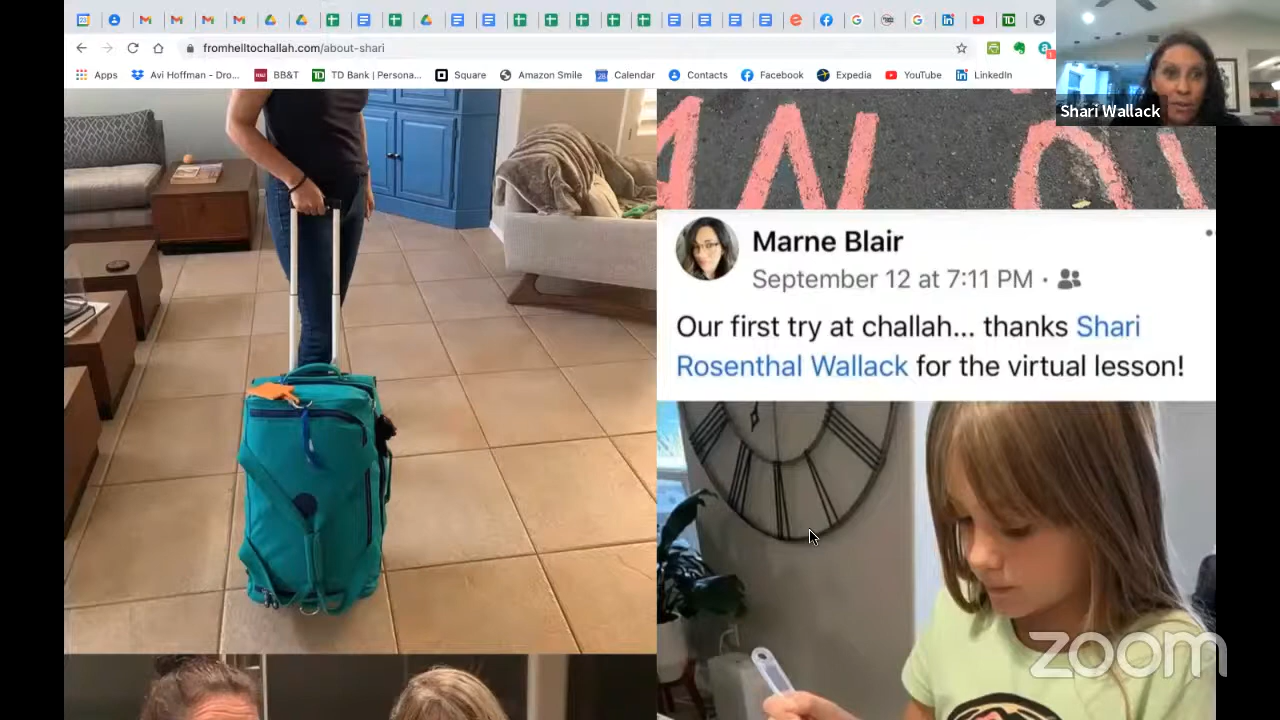 fromhelltochallah.com/about-shari
Apps
Avi Hoffman - Dro...
BB&T
TD Bank | Persona...
Square
Amazon Smile
Calendar
Contacts
Facebook
Expedia
YouTube
LinkedIn
Shari Wallack
Marne Blair
September 12 at 7:11 PM ·
Our first try at challah... thanks Shari
Rosenthal Wallack for the virtual lesson!
zoom